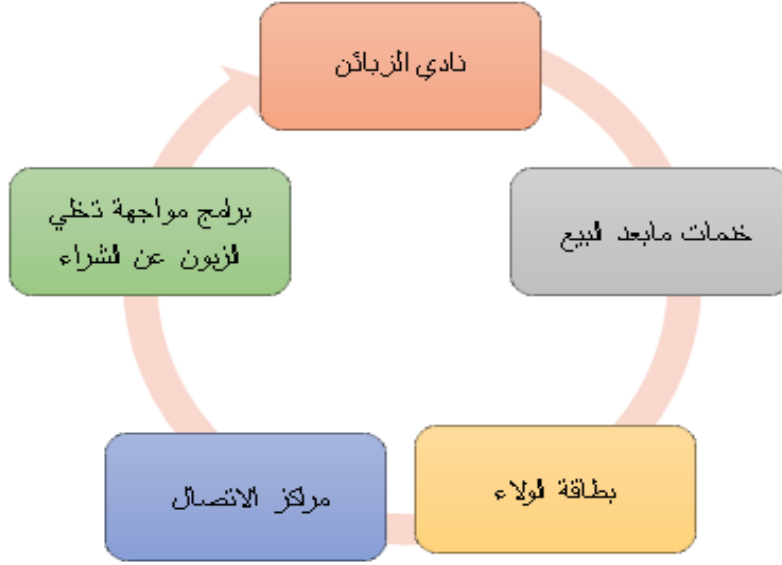 نادي الزبائن
خدمات مابعد البيع
بطاقة الولاء
مراكز الاتصال
برامج مواجهة تخلي
الزبون عن الشراء